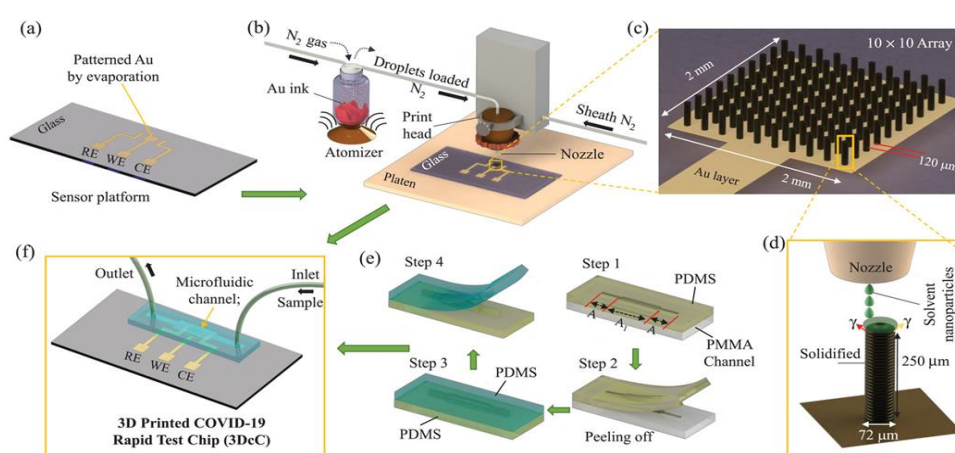 (a)
Patterned Au
by evaporation
Glass
RE
WE
CE
Sensor platform
(b)
N2 gas
Droplets loaded
N2
Au ink
Atomizer
Print
head
Sheath N2
Nozzle
Glass
Platen
(c)
10 × 10 Array
2 mm
120 μm
2 mm
Au layer
(d)
Nozzle
Solvent
nanoparticles
γ
γ
Solidified
250 μm
72 μm
(e)
Step 4
Step 1
PDMS
A
A1
A
PMMA
Channel
Step 3
PDMS
PDMS
Step 2
Peeling off
(f)
Outlet
Microfluidic
channel;
Inlet
Sample
RE
WE
CE
3D Printed COVID-19
Rapid Test Chip (3DcC)